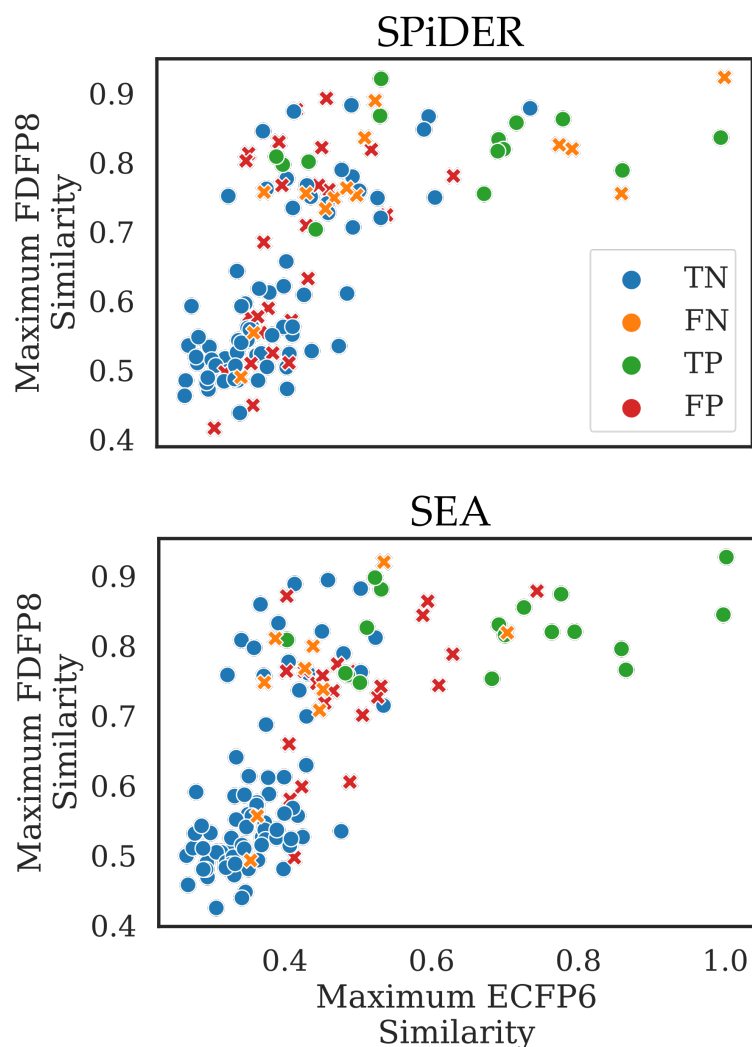 SPiDER
0.9
0.8
0.7
0.6
0.5
0.4
Maximum FDFP8
Similarity
TN
FN
TP
FP
SEA
0.9
0.8
0.7
0.6
0.5
0.4
Maximum FDFP8
Similarity
0.4 0.6 0.8 1.0
Maximum ECFP6
Similarity